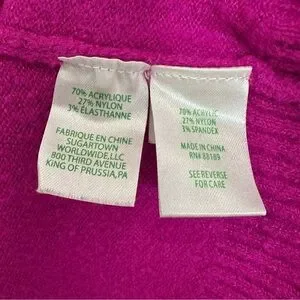 70% ACRYLIQUE
27% NYLON
3% ÉLASTHANNE
FABRIQUE EN CHINE
SUGARTOWN
WORLDWIDE, LLC
800 THIRD AVENUE
KING OF PRUSSIA, PA
70% ACRYLIC
27% NYLON
3% SPANDEX
MADE IN CHINA
RN# 88189
SEE REVERSE
FOR CARE